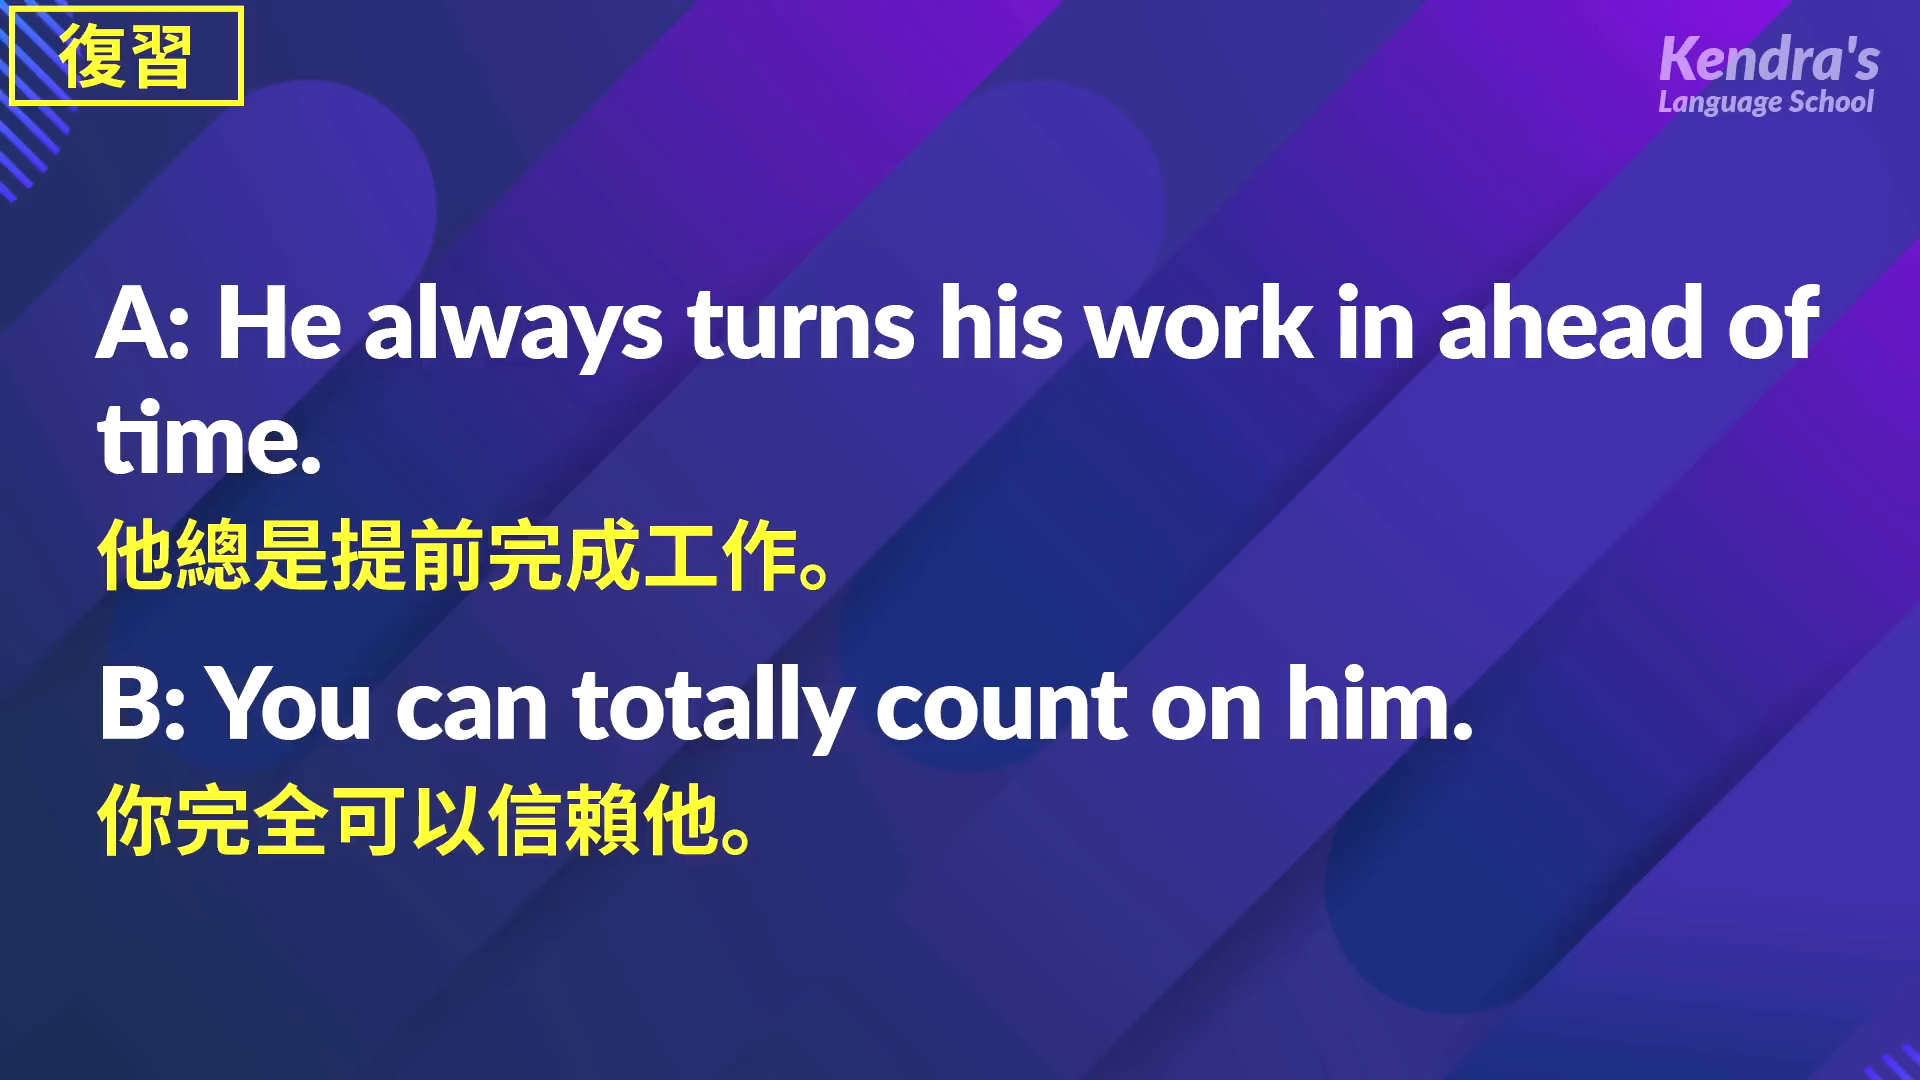 復習
Kendra's
Language School
A: He always turns his work in ahead of
time.
他總是提前完成工作。
B: You can totally count on him.
你完全可以信賴他。